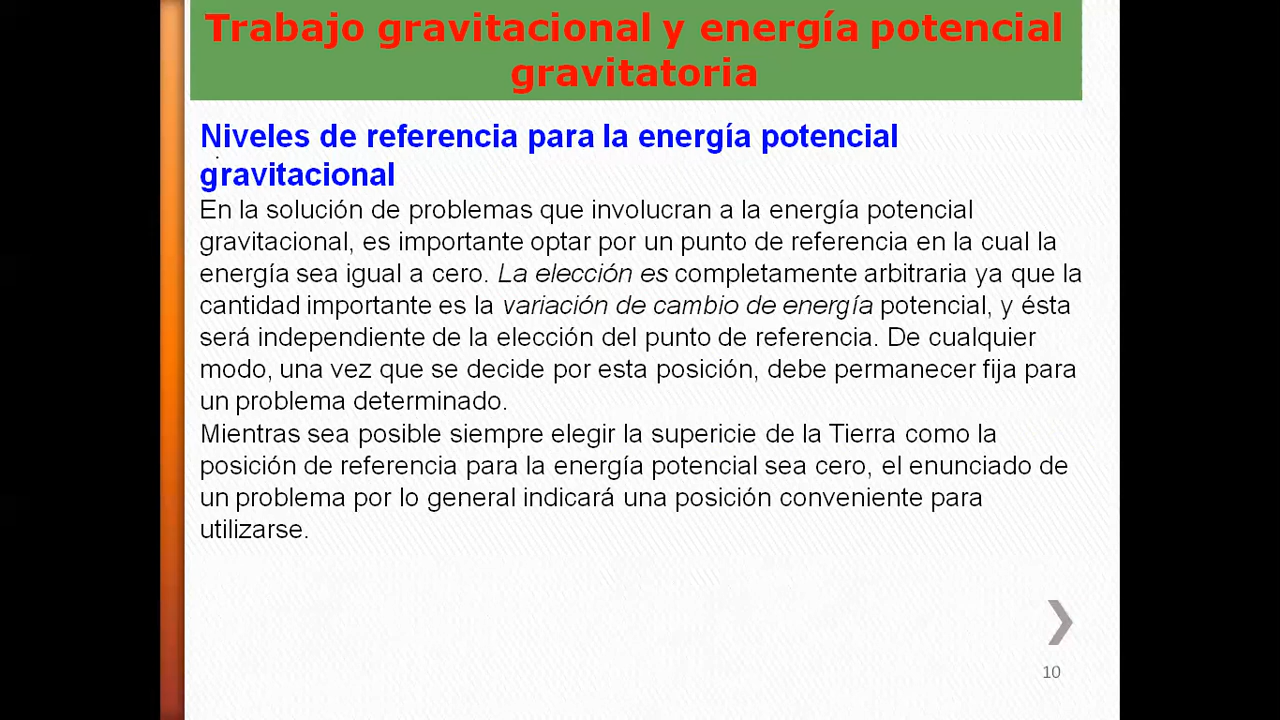 Trabajo gravitacional y energía potencial
gravitatoria
Niveles de referencia para la energía potencial
gravitacional
En la solución de problemas que involucran a la energía potencial
gravitacional, es importante optar por un punto de referencia en la cual la
energía sea igual a cero. La elección es completamente arbitraria ya que la
cantidad importante es la variación de cambio de energía potencial, y ésta
será independiente de la elección del punto de referencia. De cualquier
modo, una vez que se decide por esta posición, debe permanecer fija para
un problema determinado.
Mientras sea posible siempre elegir la supericie de la Tierra como la
posición de referencia para la energía potencial sea cero, el enunciado de
un problema por lo general indicará una posición conveniente para
utilizarse.
10